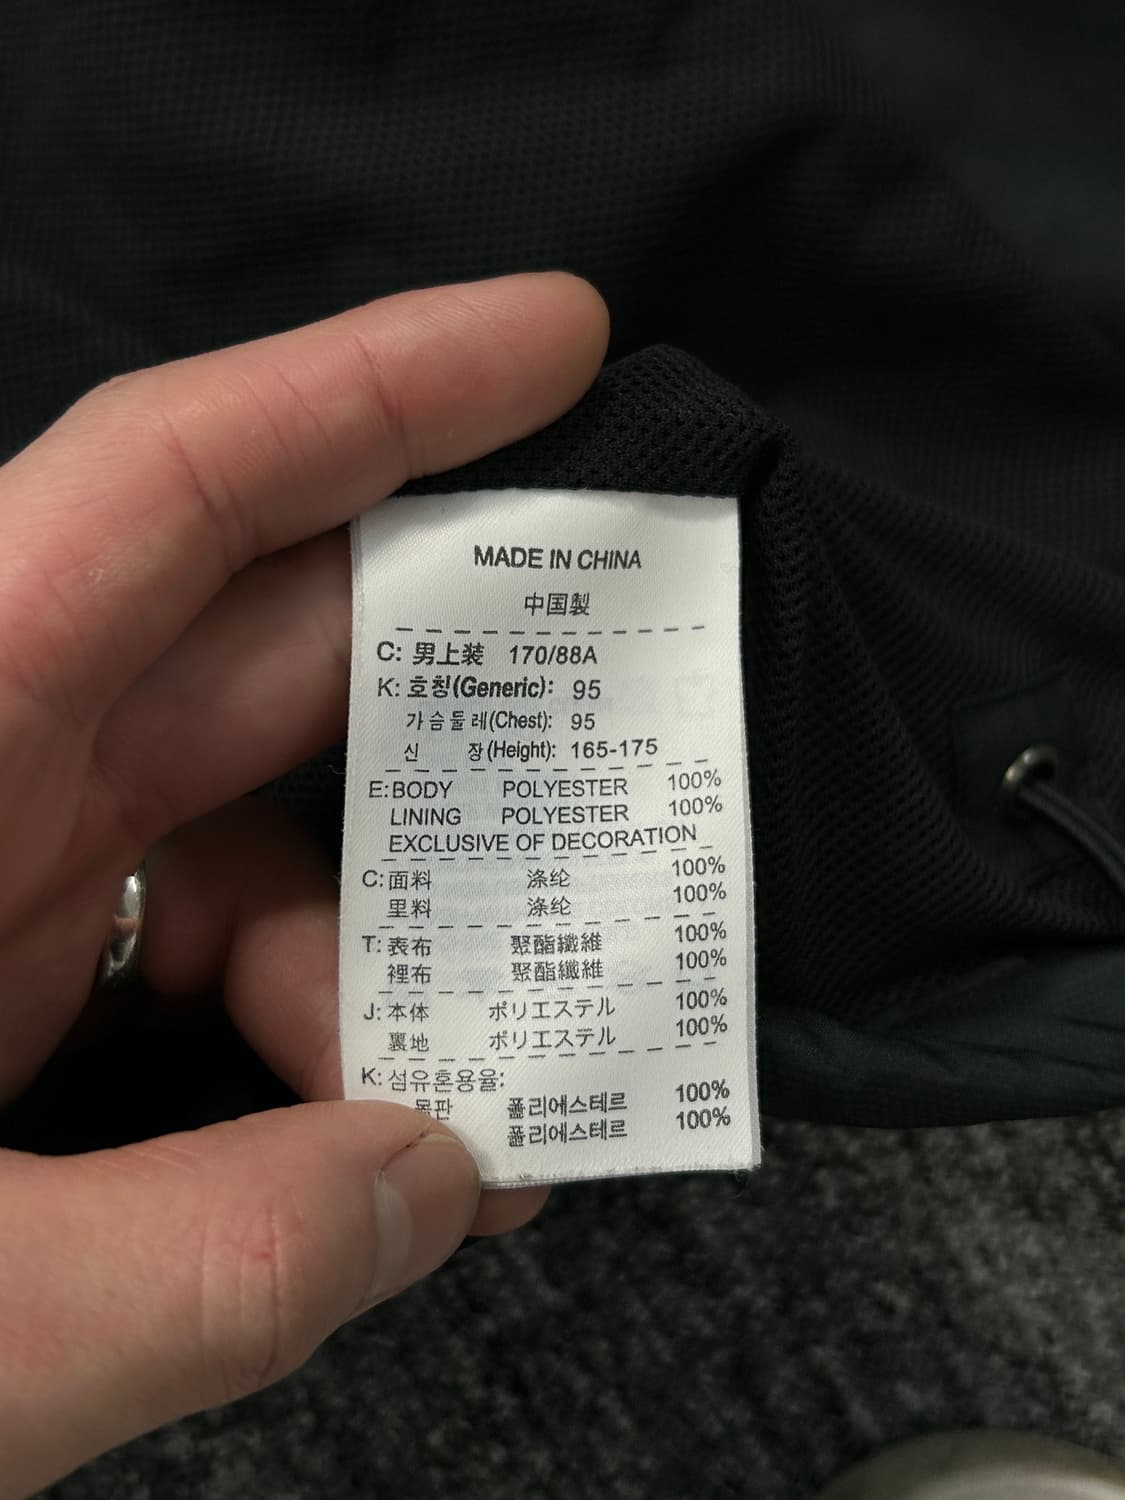 MADE IN CHINA
中国製
C: 男上装 170/88A
K: 호칭(Generic): 95
가슴둘레(Chest): 95
신 장(Height): 165-175
E:BODY POLYESTER 100%
LINING POLYESTER 100%
EXCLUSIVE OF DECORATION
C:面料 涤纶 100%
里料 涤纶 100%
T: 表布 聚酯纖維 100%
裡布 聚酯纖維 100%
J: 本体 ポリエステル 100%
裏地 ポリエステル 100%
K: 섬유혼용율:
폴리에스테르 100%
폴리에스테르 100%